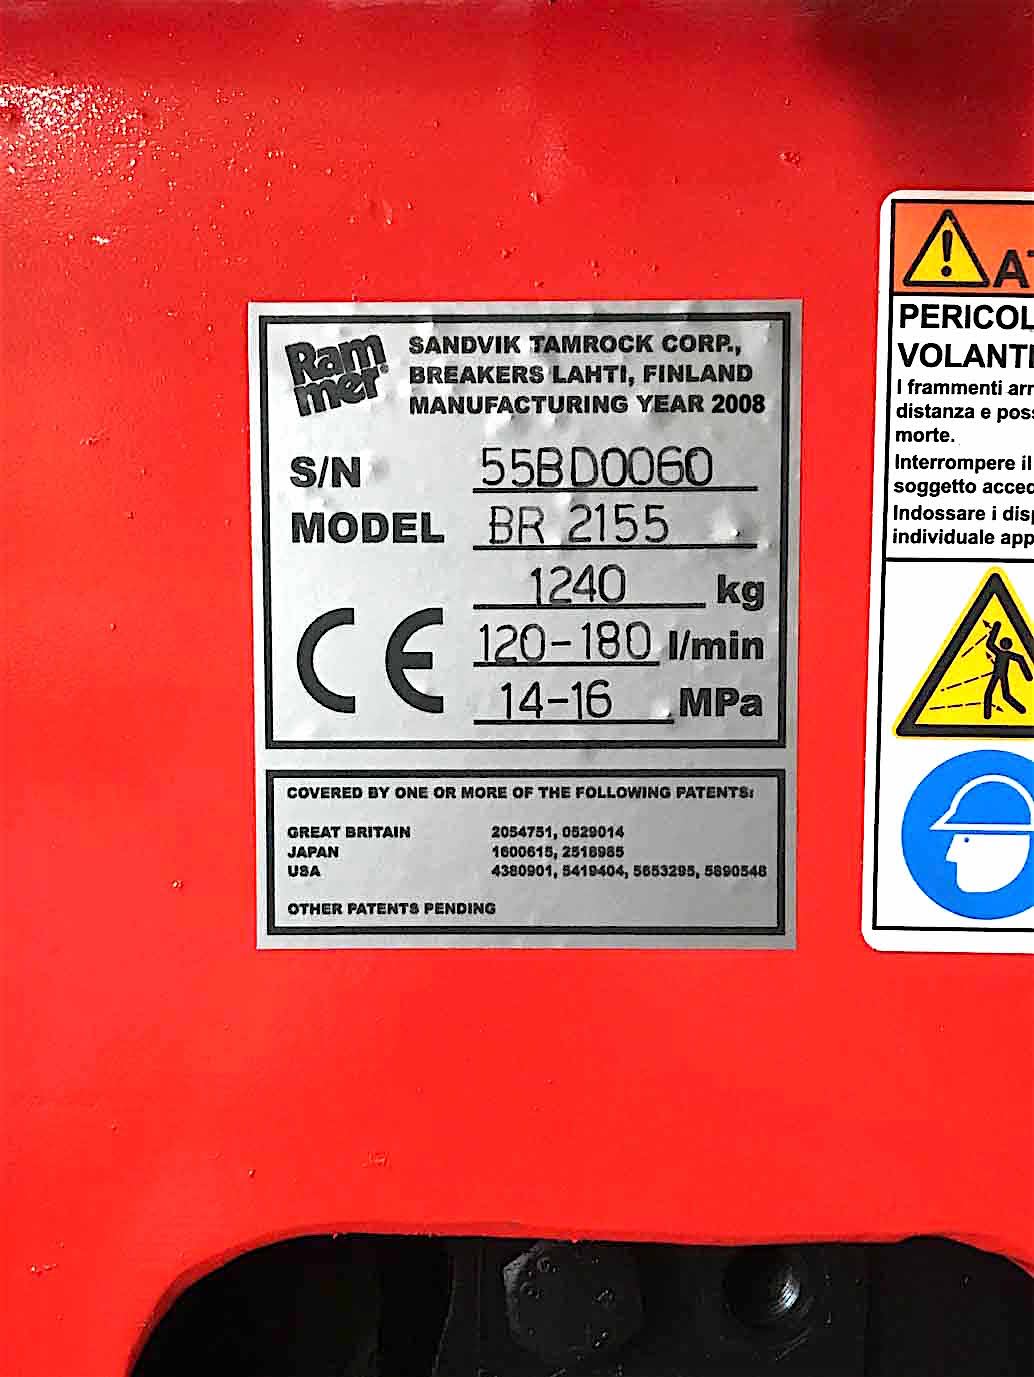 Ram
mer®
SANDVIK TAMROCK CORP.,
BREAKERS LAHTI, FINLAND
MANUFACTURING YEAR 2008
S/N 55BD0060
MODEL BR 2155
1240 kg
CE 120-180 l/min
14-16 MPa
COVERED BY ONE OR MORE OF THE FOLLOWING PATENTS:
GREAT BRITAIN 2054751, 0529014
JAPAN 1600615, 2518985
USA 4380901, 5419404, 5653295, 5890548
OTHER PATENTS PENDING
PERICOL
VOLANTI
I frammenti arr
distanza e pos
morte.
Interrompere il
soggetto acced
Indossare i disp
individuale app